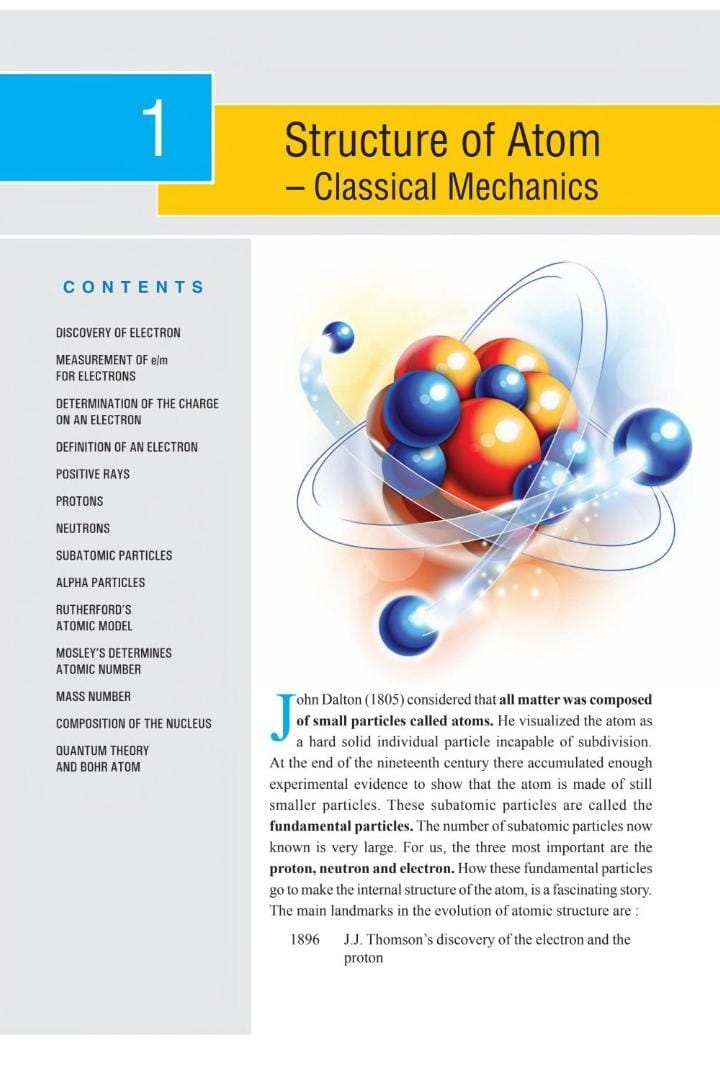 1
Structure of Atom
– Classical Mechanics
CONTENTS
DISCOVERY OF ELECTRON
MEASUREMENT OF e/m
FOR ELECTRONS
DETERMINATION OF THE CHARGE
ON AN ELECTRON
DEFINITION OF AN ELECTRON
POSITIVE RAYS
PROTONS
NEUTRONS
SUBATOMIC PARTICLES
ALPHA PARTICLES
RUTHERFORD'S
ATOMIC MODEL
MOSLEY'S DETERMINES
ATOMIC NUMBER
MASS NUMBER
COMPOSITION OF THE NUCLEUS
QUANTUM THEORY
AND BOHR ATOM
John Dalton (1805) considered that all matter was composed
of small particles called atoms. He visualized the atom as
a hard solid individual particle incapable of subdivision.
At the end of the nineteenth century there accumulated enough
experimental evidence to show that the atom is made of still
smaller particles. These subatomic particles are called the
fundamental particles. The number of subatomic particles now
known is very large. For us, the three most important are the
proton, neutron and electron. How these fundamental particles
go to make the internal structure of the atom, is a fascinating story.
The main landmarks in the evolution of atomic structure are :
1896 J.J. Thomson's discovery of the electron and the
proton